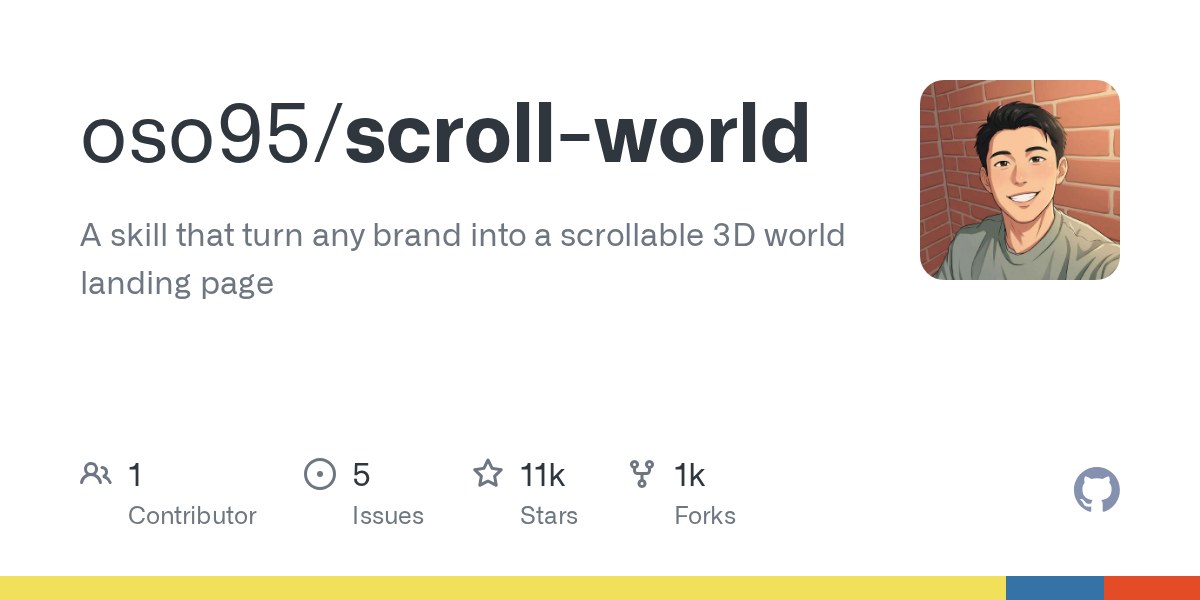 oso95/scroll-world
A skill that turn any brand into a scrollable 3D world
landing page
1
Contributor
5
Issues
11k
Stars
1k
Forks